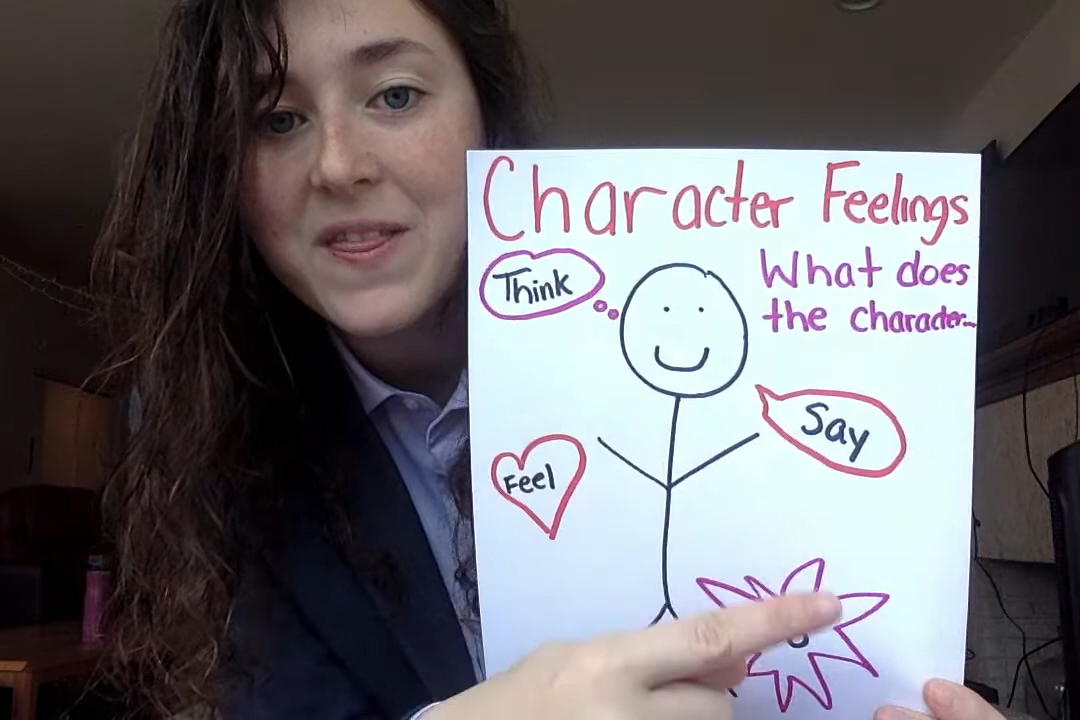 Character Feelings
Think
What does
the character...
Say
Feel